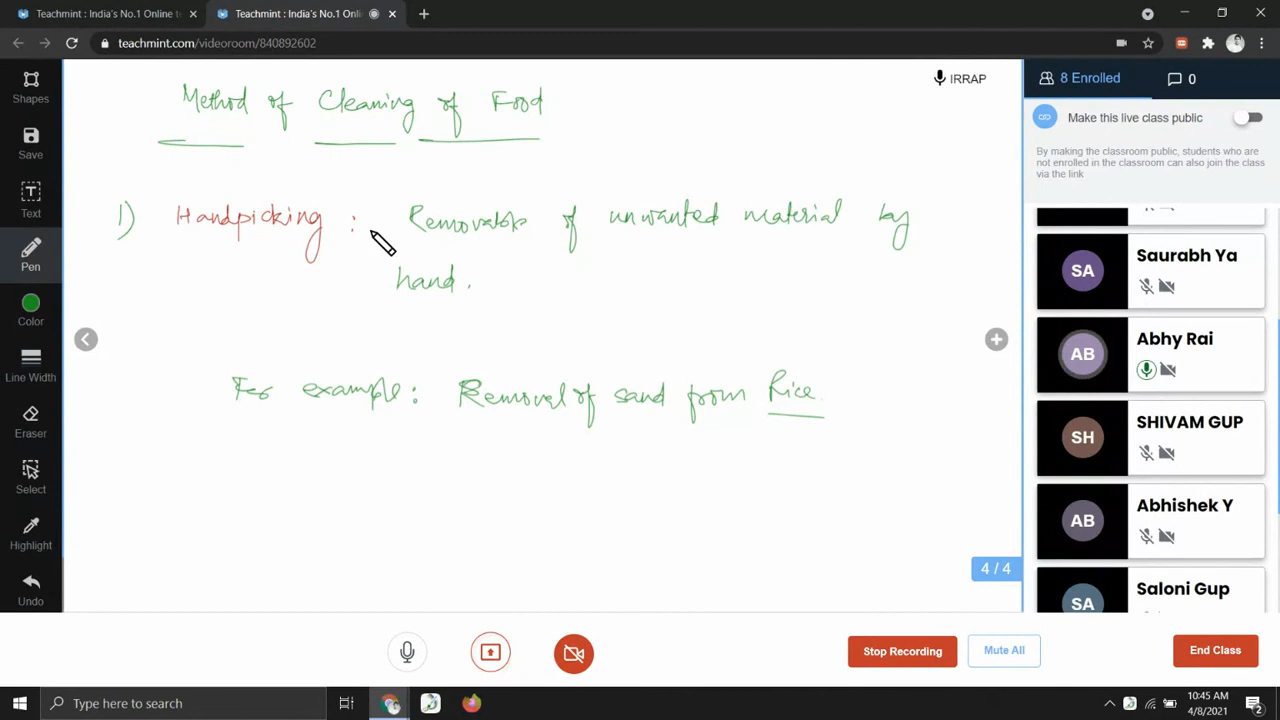 Teachmint : India's No.1 Online t
Teachmint : India's No.1 Onli
teachmint.com/videoroom/840892602
Shapes
Save
Text
Pen
Color
Line Width
Eraser
Select
Highlight
Undo
IRRAP
Method of Cleaning of Food
1) Handpicking : Removable of unwanted material by
hand.
For example: Removal of sand from Rice.
4 / 4
8 Enrolled
0
Make this live class public
By making the classroom public, students who are
not enrolled in the classroom can also join the class
via the link
SA
Saurabh Ya
AB
Abhy Rai
SH
SHIVAM GUP
AB
Abhishek Y
SA
Saloni Gup
Stop Recording
Mute All
End Class
Type here to search
10:45 AM
4/8/2021
2